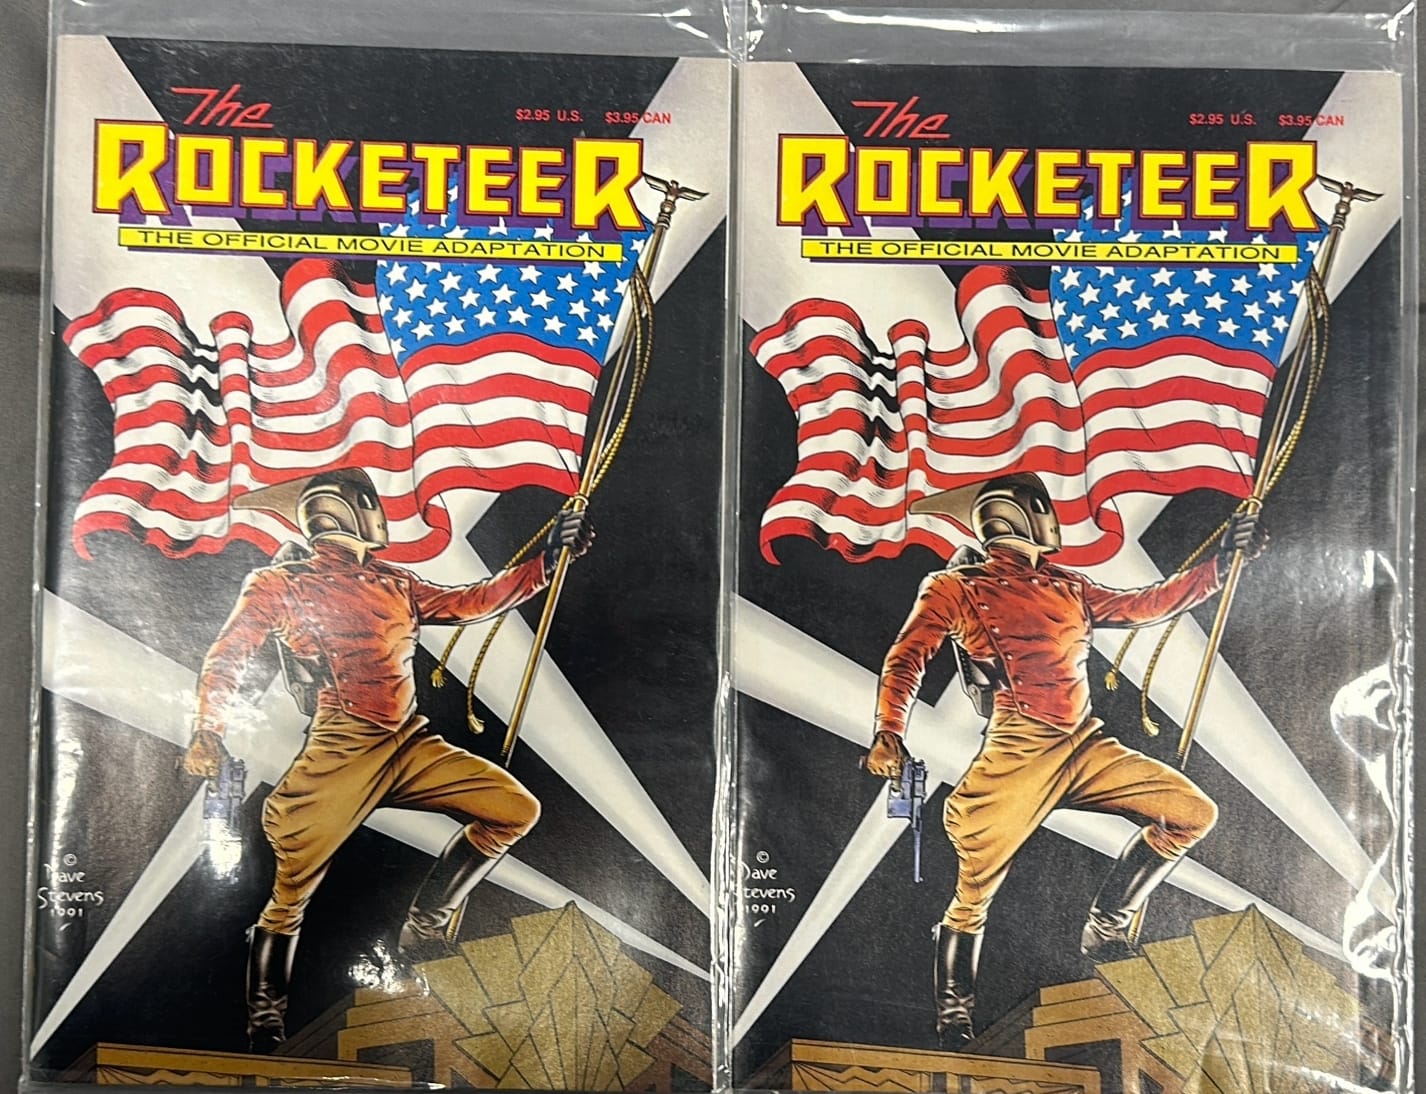 The
$2.95 U.S. $3.95 CAN
ROCKETEER
THE OFFICIAL MOVIE ADAPTATION
©
Dave
Stevens
1991
The
$2.95 U.S. $3.95 CAN
ROCKETEER
THE OFFICIAL MOVIE ADAPTATION
©
Dave
Stevens
1991